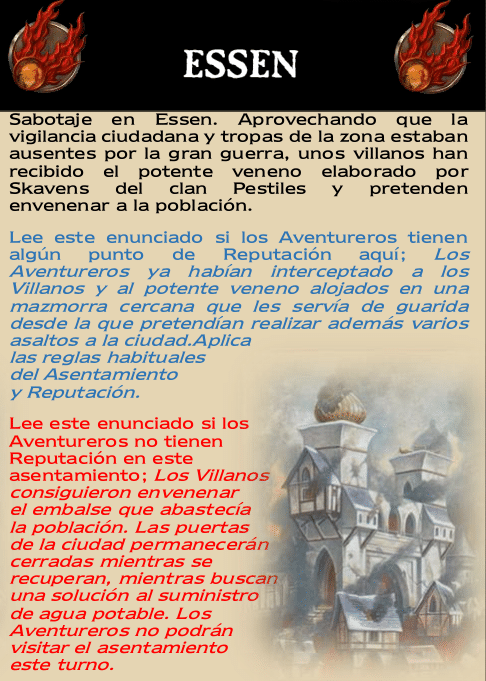 ESSEN
Sabotaje en Essen. Aprovechando que la
vigilancia ciudadana y tropas de la zona estaban
ausentes por la gran guerra, unos villanos han
recibido el potente veneno elaborado por
Skavens del clan Pestiles y pretenden
envenenar a la población.
Lee este enunciado si los Aventureros tienen
algún punto de Reputación aquí; Los
Aventureros ya habían interceptado a los
Villanos y al potente veneno alojados en una
mazmorra cercana que les servía de guarida
desde la que pretendían realizar además varios
asaltos a la ciudad.Aplica
las reglas habituales
del Asentamiento
y Reputación.
Lee este enunciado si los
Aventureros no tienen
Reputación en este
asentamiento; Los Villanos
consiguieron envenenar
el embalse que abastecía
la población. Las puertas
de la ciudad permanecerán
cerradas mientras se
recuperan, mientras buscan
una solución al suministro
de agua potable. Los
Aventureros no podrán
visitar el asentamiento
este turno.